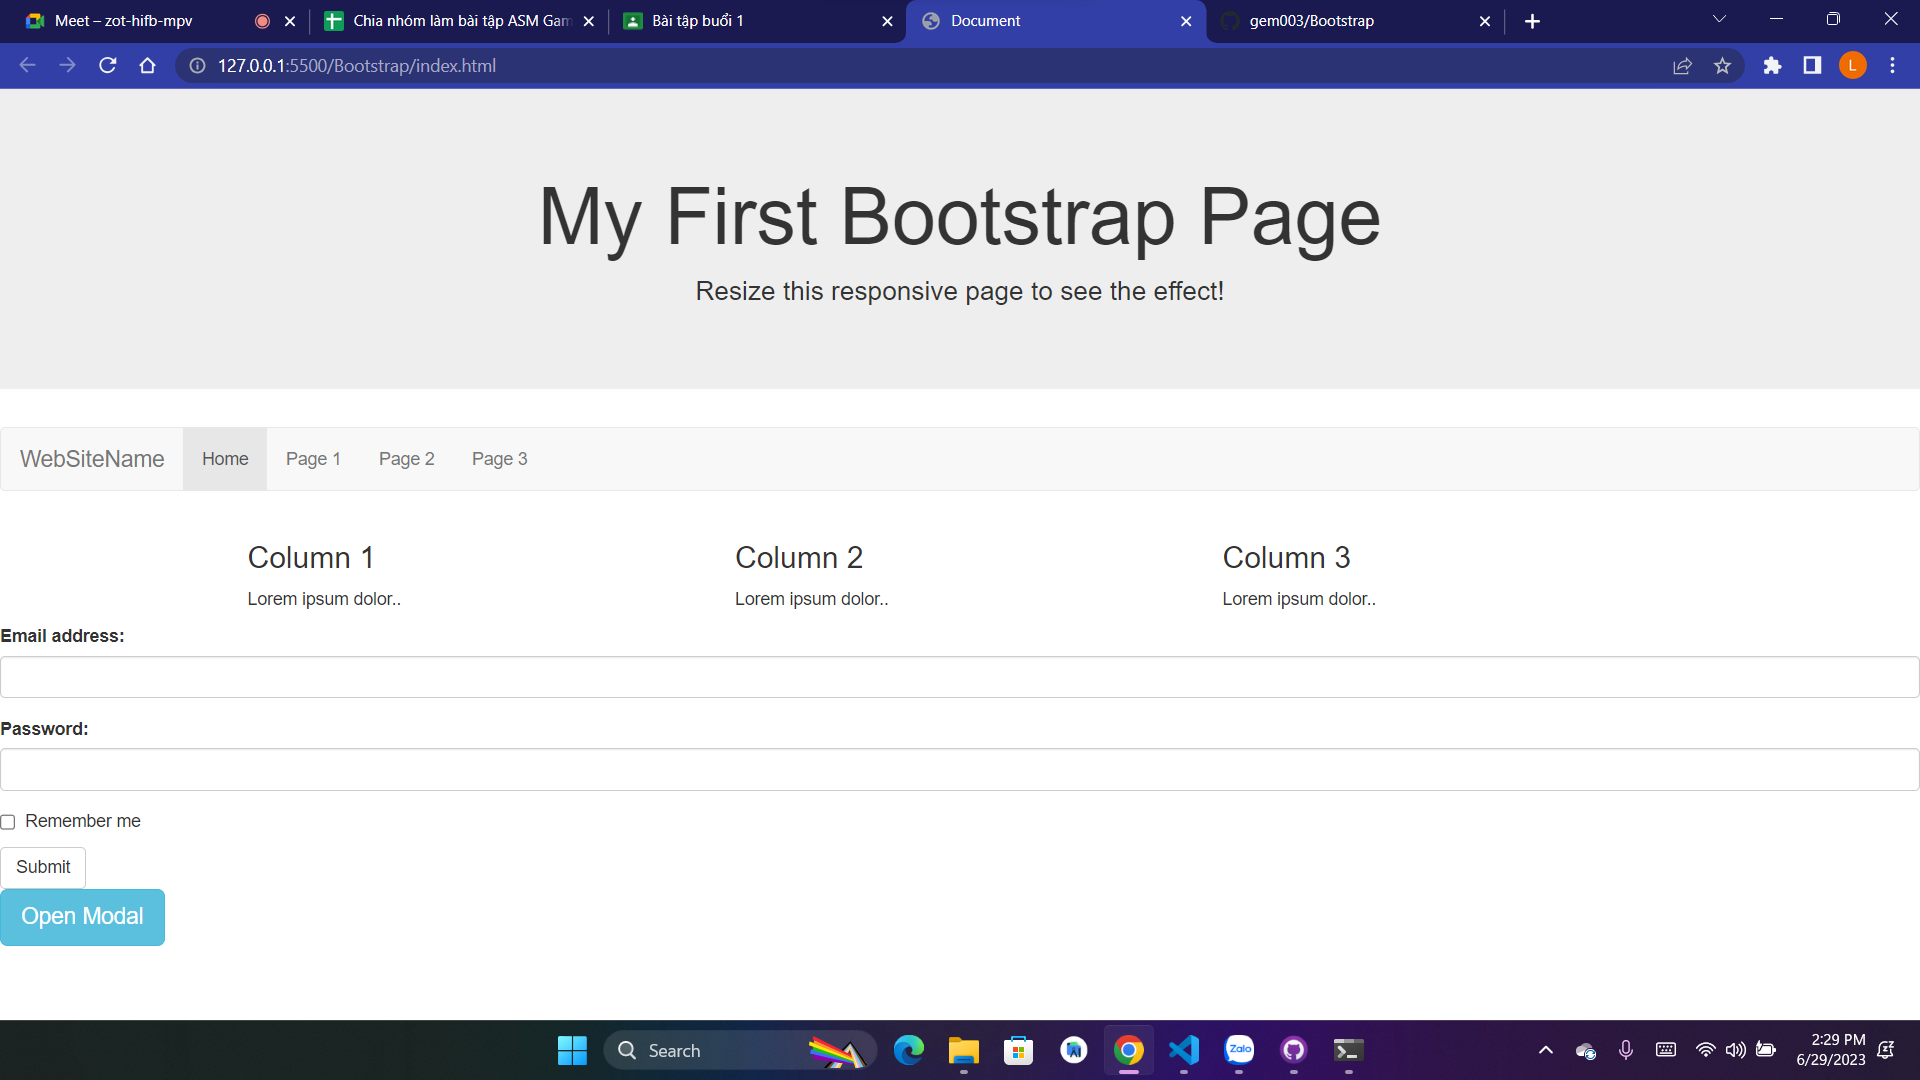 Meet – zot-hifb-mpv
Chia nhóm làm bài tập ASM Gam
Bài tập buổi 1
Document
gem003/Bootstrap
127.0.0.1:5500/Bootstrap/index.html
L
My First Bootstrap Page
Resize this responsive page to see the effect!
WebSiteName Home Page 1 Page 2 Page 3
Column 1 Column 2 Column 3
Lorem ipsum dolor.. Lorem ipsum dolor.. Lorem ipsum dolor..
Email address:
Password:
Remember me
Submit
Open Modal
Search
Zalo
2:29 PM
6/29/2023